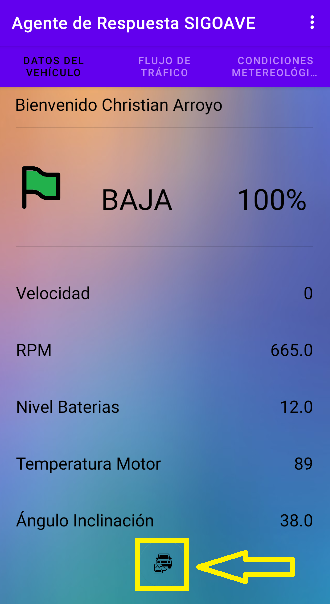 Agente de Respuesta SIGOAVE
DATOS DEL
VEHÍCULO
FLUJO DE
TRÁFICO
CONDICIONES
METEREOLÓGI...
Bienvenido Christian Arroyo
BAJA 100%
Velocidad 0
RPM 665.0
Nivel Baterias 12.0
Temperatura Motor 89
Ángulo Inclinación 38.0